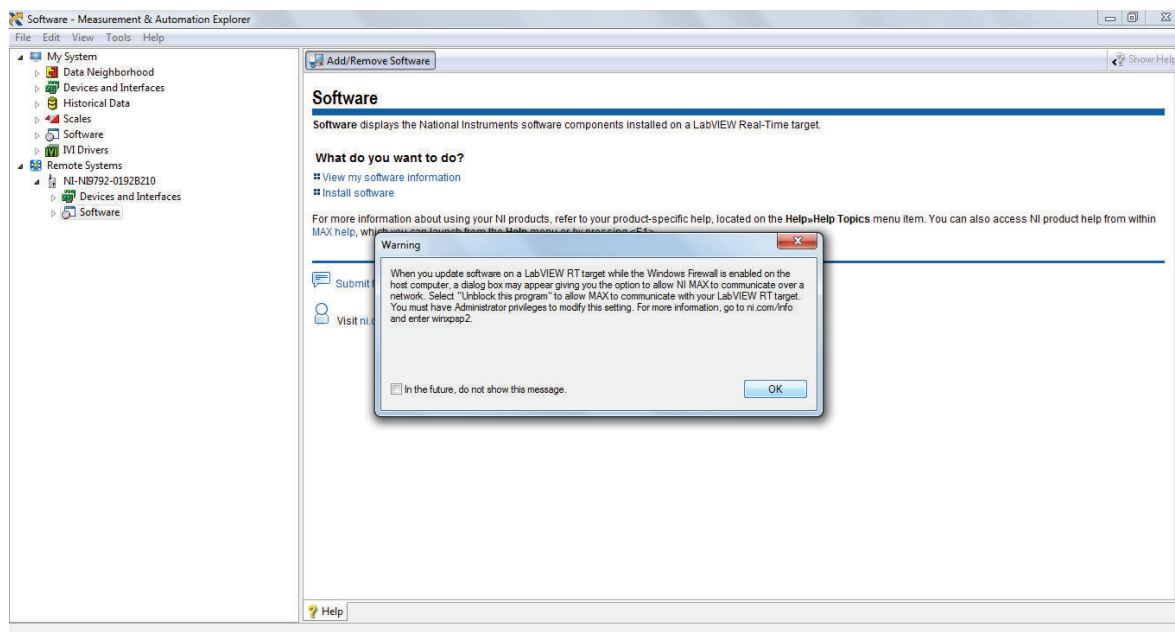 Software - Measurement & Automation Explorer
File Edit View Tools Help
My System
Data Neighborhood
Devices and Interfaces
Historical Data
Scales
Software
IVI Drivers
Remote Systems
NI-NI9792-0192B210
Devices and Interfaces
Software
Add/Remove Software
Show Help
Software
Software displays the National Instruments software components installed on a LabVIEW Real-Time target.
What do you want to do?
View my software information
Install software
For more information about using your NI products, refer to your product-specific help, located on the Help»Help Topics menu item. You can also access NI product help from within
MAX help, which you can launch from the Help menu or by pressing <F1>.
Submit
Visit ni.c
Warning
When you update software on a LabVIEW RT target while the Windows Firewall is enabled on the
host computer, a dialog box may appear giving you the option to allow NI MAX to communicate over a
network. Select "Unblock this program" to allow MAX to communicate with your LabVIEW RT target.
You must have Administrator privileges to modify this setting. For more information, go to ni.com/info
and enter winxpsp2.
In the future, do not show this message.
OK
Help